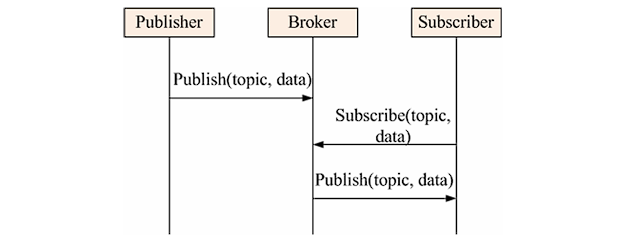 Publisher
Broker
Subscriber
Publish(topic, data)
Subscribe(topic,
data)
Publish(topic, data)